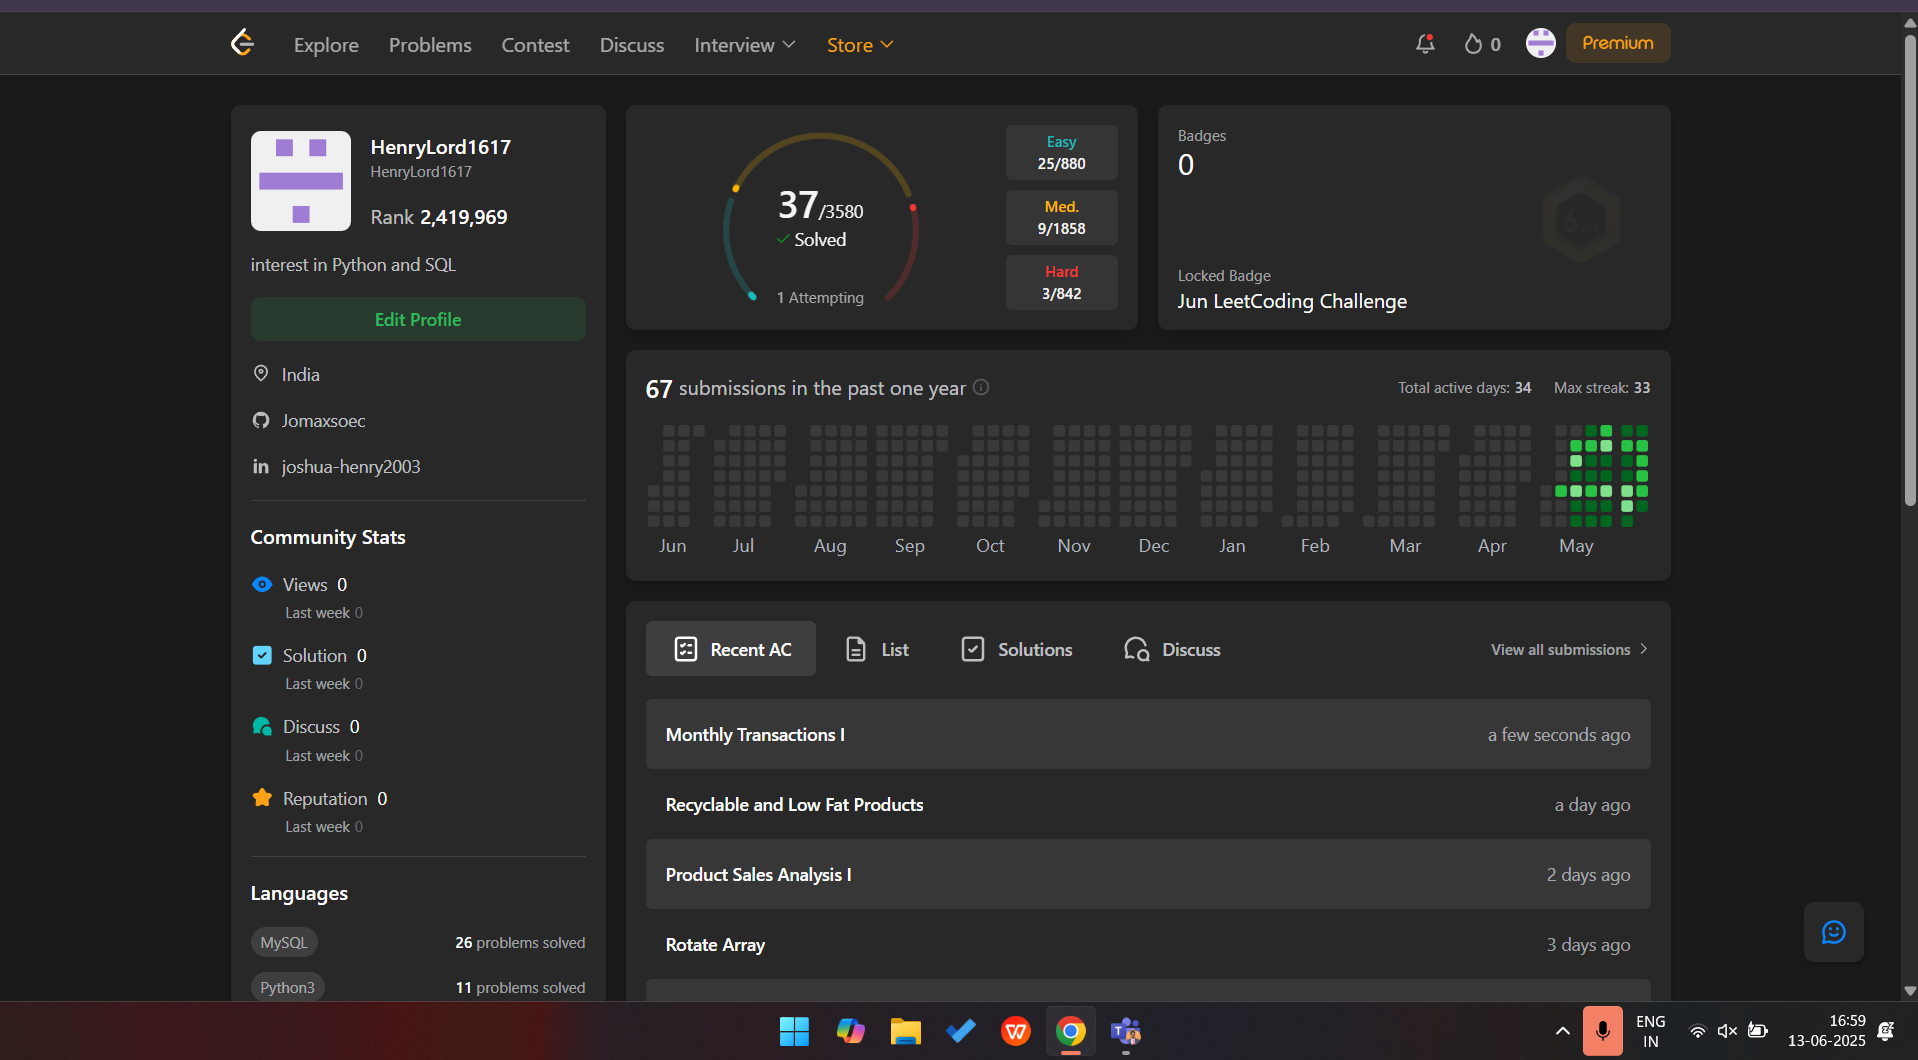 Explore Problems Contest Discuss Interview Store 0 Premium
HenryLord1617
HenryLord1617
Rank 2,419,969
interest in Python and SQL
Edit Profile
India
Jomaxsoec
joshua-henry2003
Community Stats
Views 0
Last week 0
Solution 0
Last week 0
Discuss 0
Last week 0
Reputation 0
Last week 0
Languages
MySQL 26 problems solved
Python3 11 problems solved
37/3580
Solved
1 Attempting
Easy
25/880
Med.
9/1858
Hard
3/842
Badges
0
Locked Badge
Jun LeetCoding Challenge
67 submissions in the past one year Total active days: 34 Max streak: 33
Jun Jul Aug Sep Oct Nov Dec Jan Feb Mar Apr May
Recent AC List Solutions Discuss View all submissions
Monthly Transactions I a few seconds ago
Recyclable and Low Fat Products a day ago
Product Sales Analysis I 2 days ago
Rotate Array 3 days ago
ENG
IN
16:59
13-06-2025